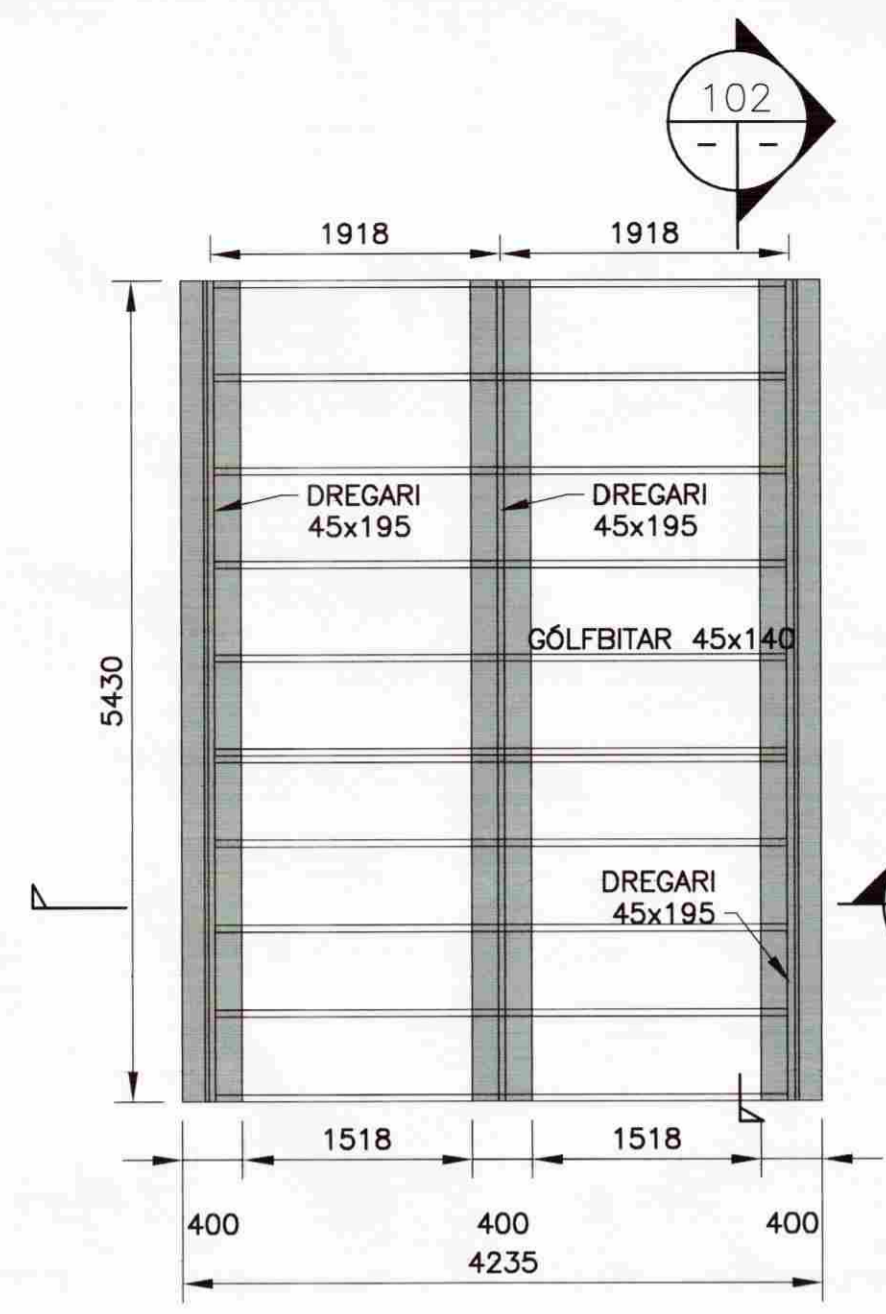 102
- -
1918 1918
DREGARI
45x195
DREGARI
45x195
GÓLFBITAR 45x140
5430
DREGARI
45x195
1518 1518
400 400 400
4235